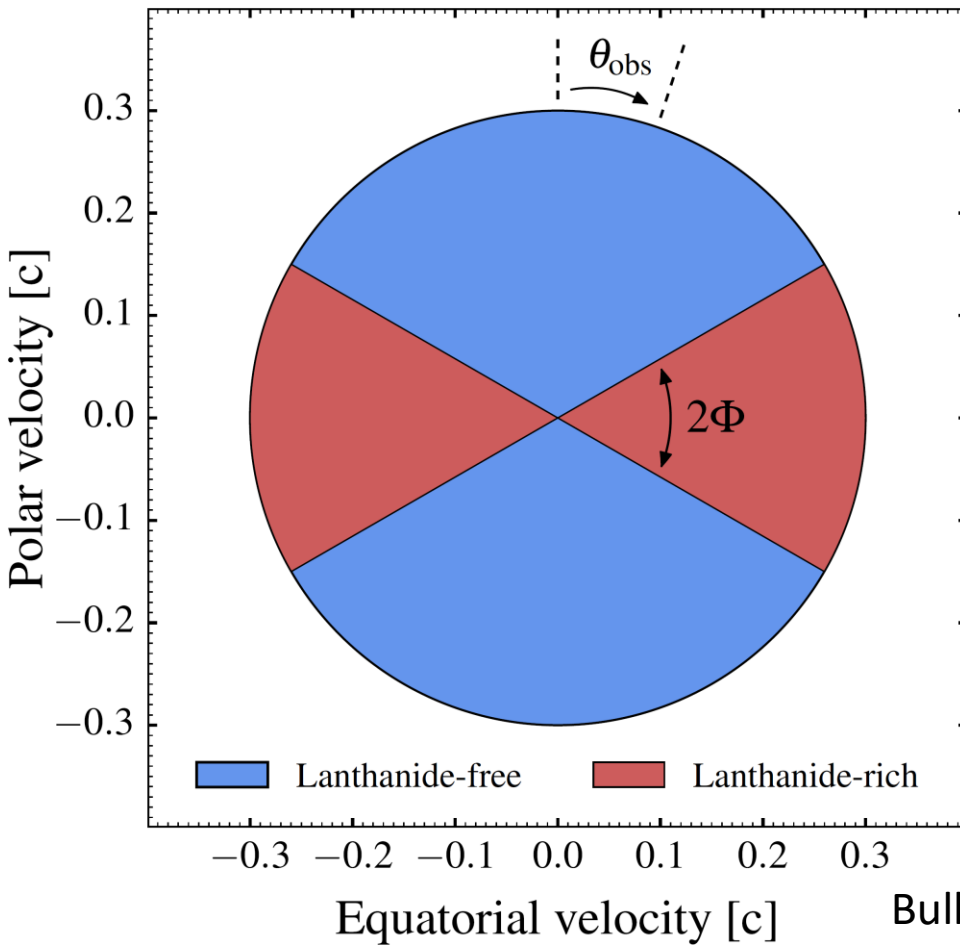 θobs
0.3
0.2
0.1
0.0
−0.1
−0.2
−0.3
Polar velocity [c]
2Φ
Lanthanide-free
Lanthanide-rich
−0.3 −0.2 −0.1 0.0 0.1 0.2 0.3
Equatorial velocity [c]
Bull